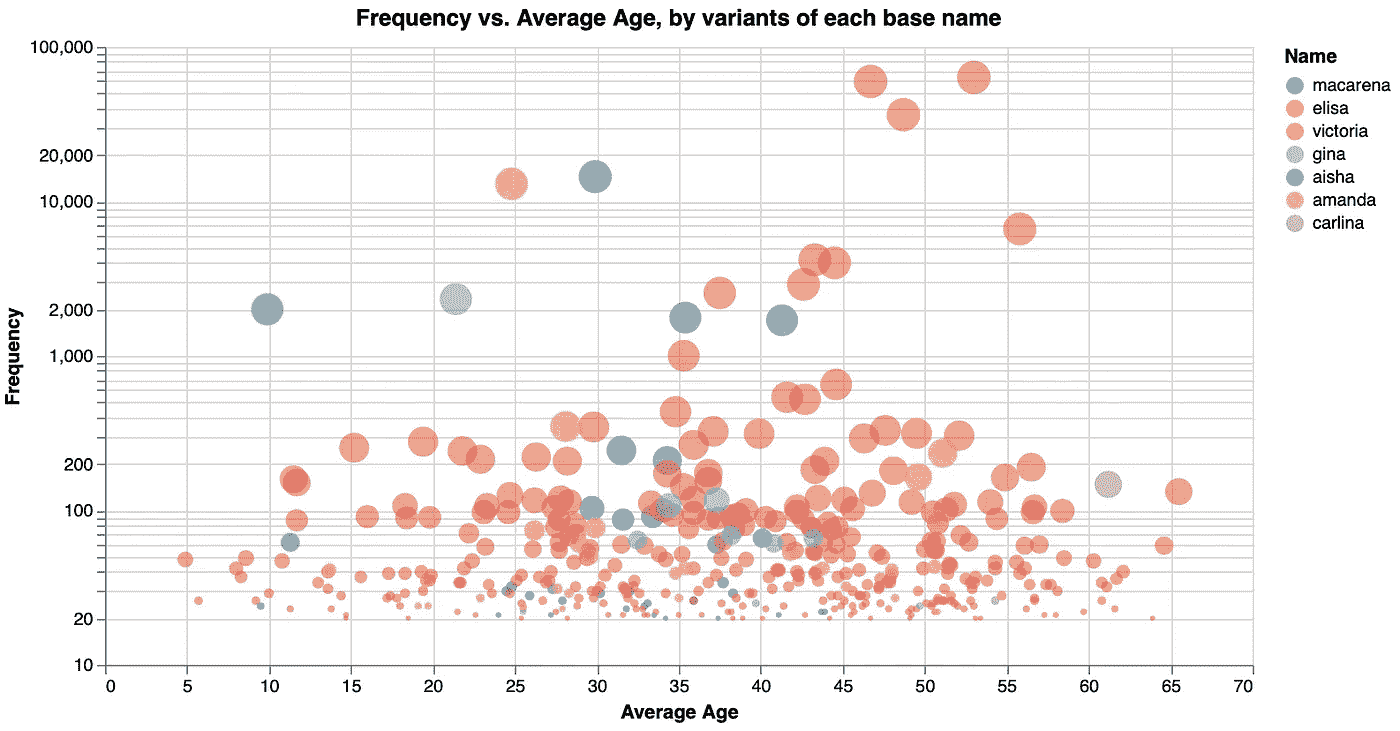 Frequency vs. Average Age, by variants of each base name
100,000
20,000
10,000
2,000
1,000
200
100
20
10
Frequency
0 5 10 15 20 25 30 35 40 45 50 55 60 65 70
Average Age
Name
macarena
elisa
victoria
gina
aisha
amanda
carlina